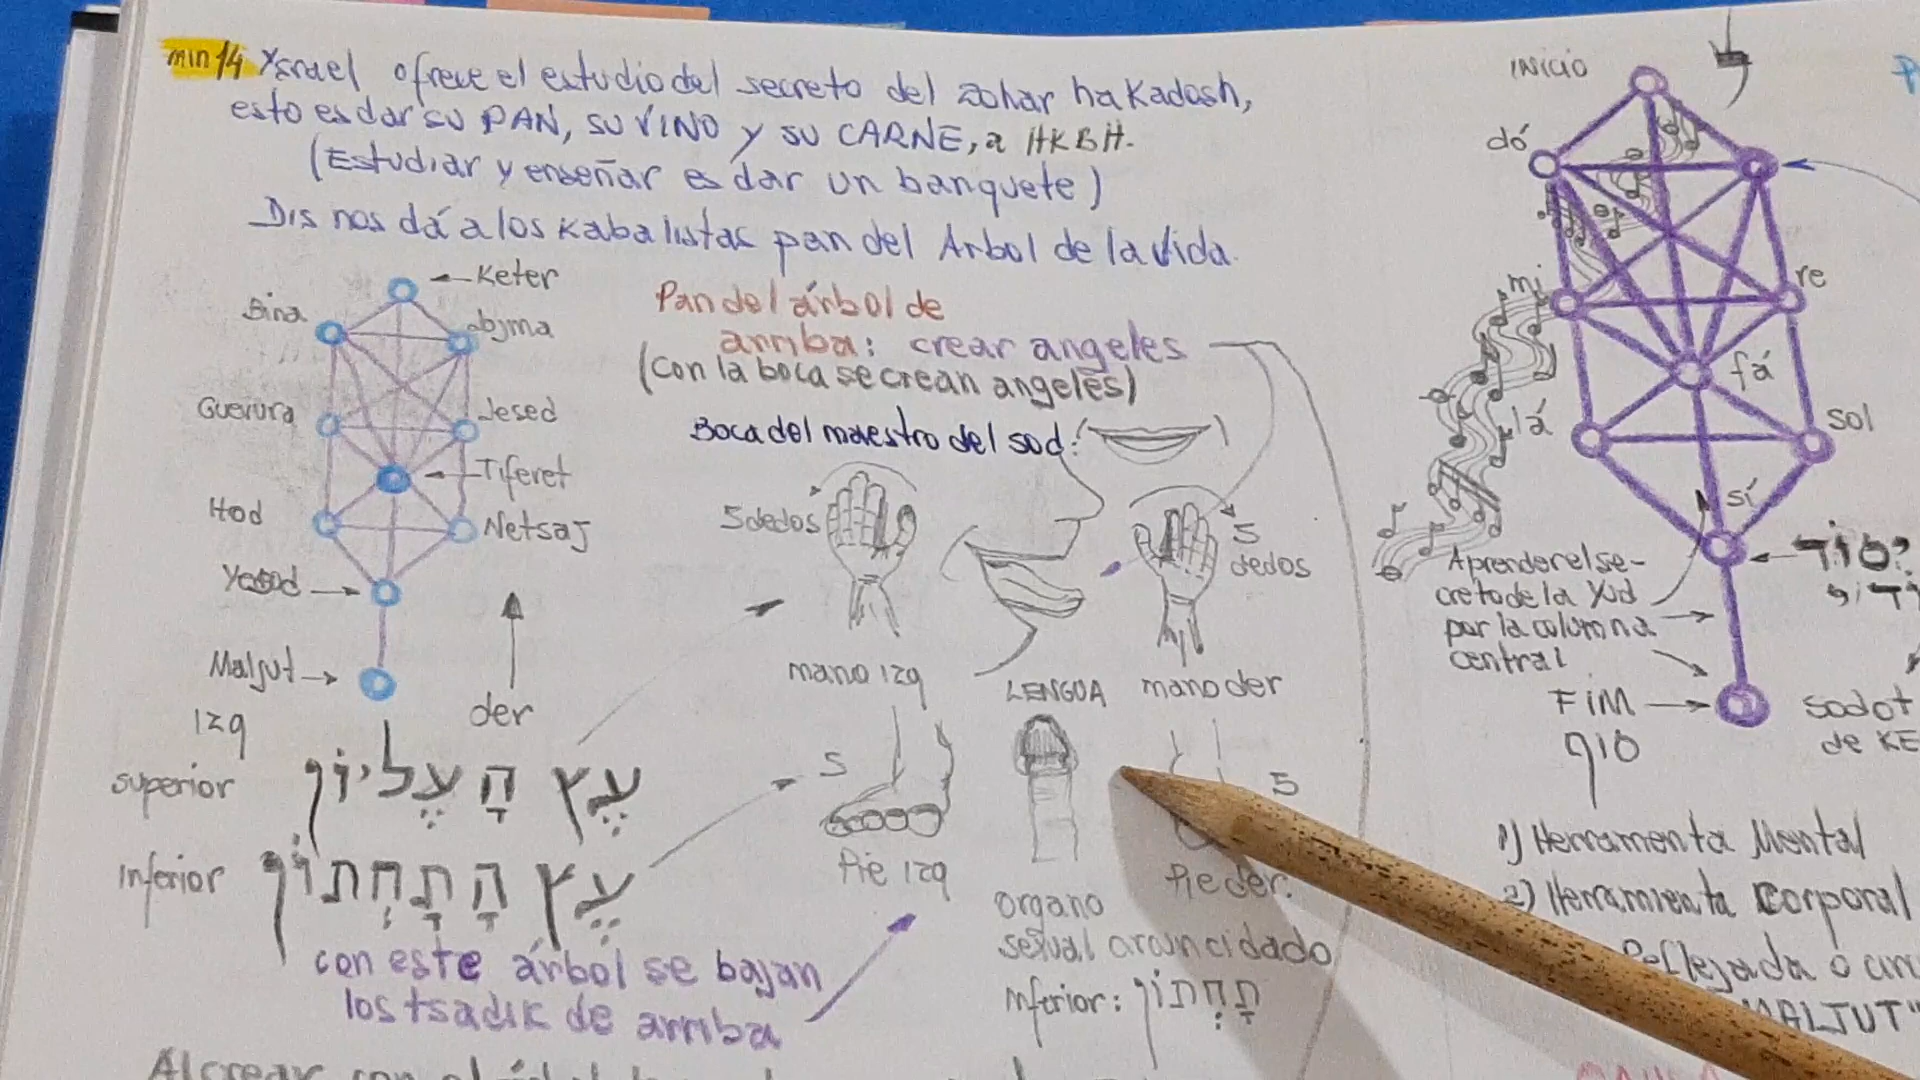 min 14 Ysrael ofrece el estudio del secreto del zohar hakadosh,
esto es dar su PAN, SU VINO y su CARNE, a HKBH.
(Estudiar y enseñar es dar un banquete)
Dis nos dá a los kabalistas pan del Arbol de la vida.
Keter
Bina
Jojma
Guevura
Jesed
Tiferet
Hod
Netsaj
Yesod
Maljut
izq
der
superior
עֵץ הָעֶלְיוֹן
inferior
עֵץ הָתַחְתוֹן
con este árbol se bajan
los tsadik de arriba
Pan del árbol de
arriba: crear angeles
(con la boca se crean angeles)
Boca del maestro del sod:
5 dedos
5
dedos
mano izq
LENGUA
mano der
5
5
Pie izq
Pie der.
organo
sexual circuncidado
inferior: תַחְתוֹן
INICIO
dó
mi
re
fá
lá
sol
sí
Aprender el se-
creto de la Yud
por la columna
central
FIM
סוף
sodot
de KE
1) Herramienta Mental
2) Herramienta corporal
Reflejada o
MALJUT"